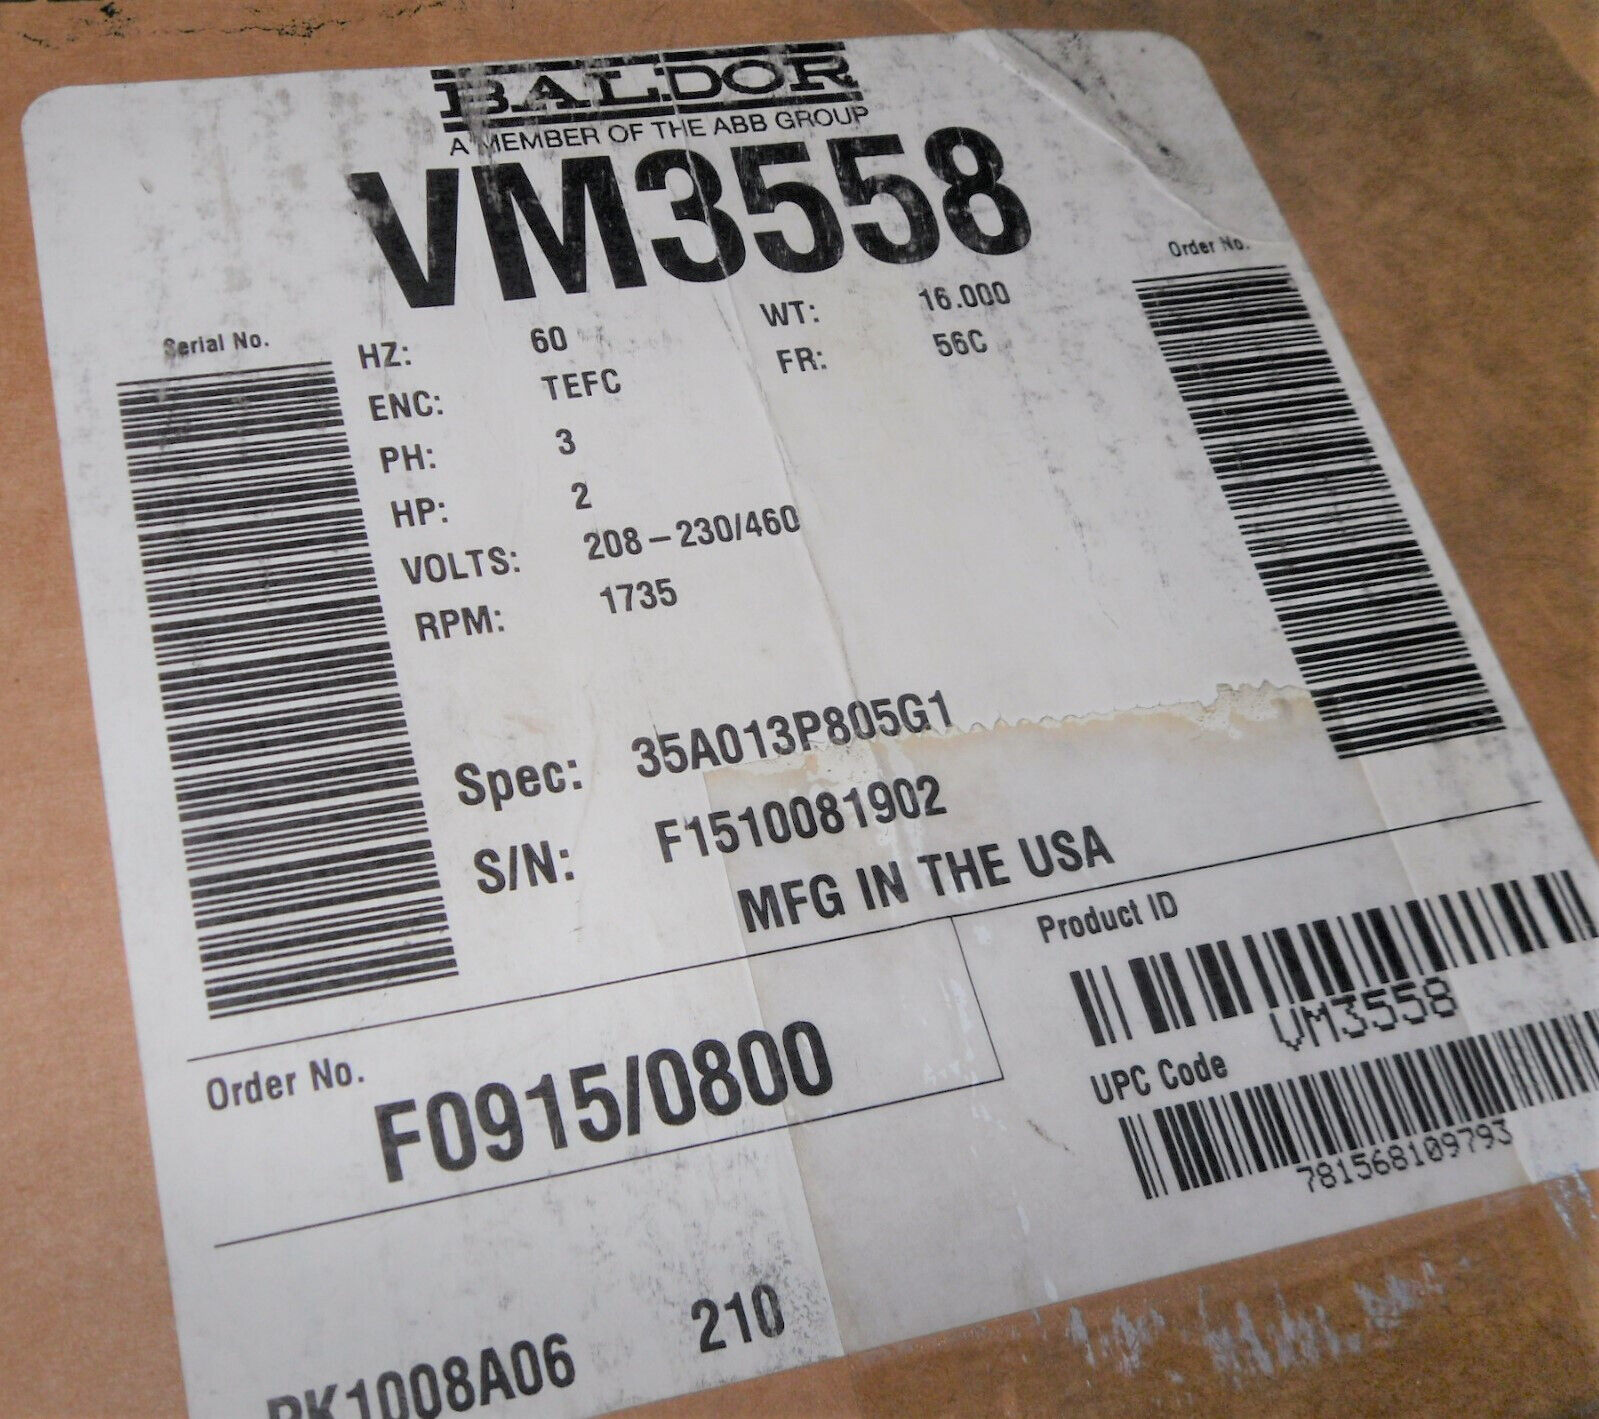 BALDOR
A MEMBER OF THE ABB GROUP
VM3558
Serial No.
Order No.
HZ: 60
WT: 16.000
ENC: TEFC
FR: 56C
PH: 3
HP: 2
VOLTS: 208-230/460
RPM: 1735
Spec: 35A013P805G1
S/N: F1510081902
MFG IN THE USA
Order No.
F0915/0800
Product ID
VM3558
UPC Code
781568109793
PK1008A06 210